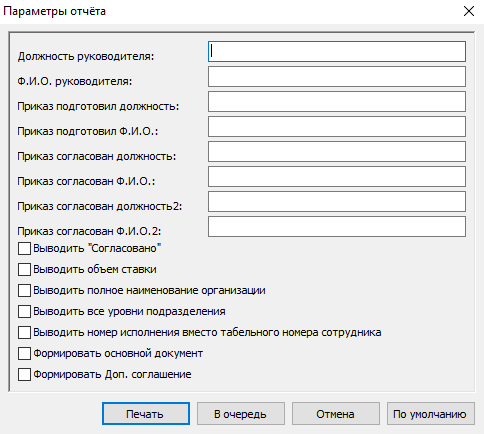 Параметры отчёта
Должность руководителя:
Ф.И.О. руководителя:
Приказ подготовил должность:
Приказ подготовил Ф.И.О.:
Приказ согласован должность:
Приказ согласован Ф.И.О.:
Приказ согласован должность2:
Приказ согласован Ф.И.О.2:
Выводить "Согласовано"
Выводить объем ставки
Выводить полное наименование организации
Выводить все уровни подразделения
Выводить номер исполнения вместо табельного номера сотрудника
Формировать основной документ
Формировать Доп. соглашение
Печать В очередь Отмена По умолчанию